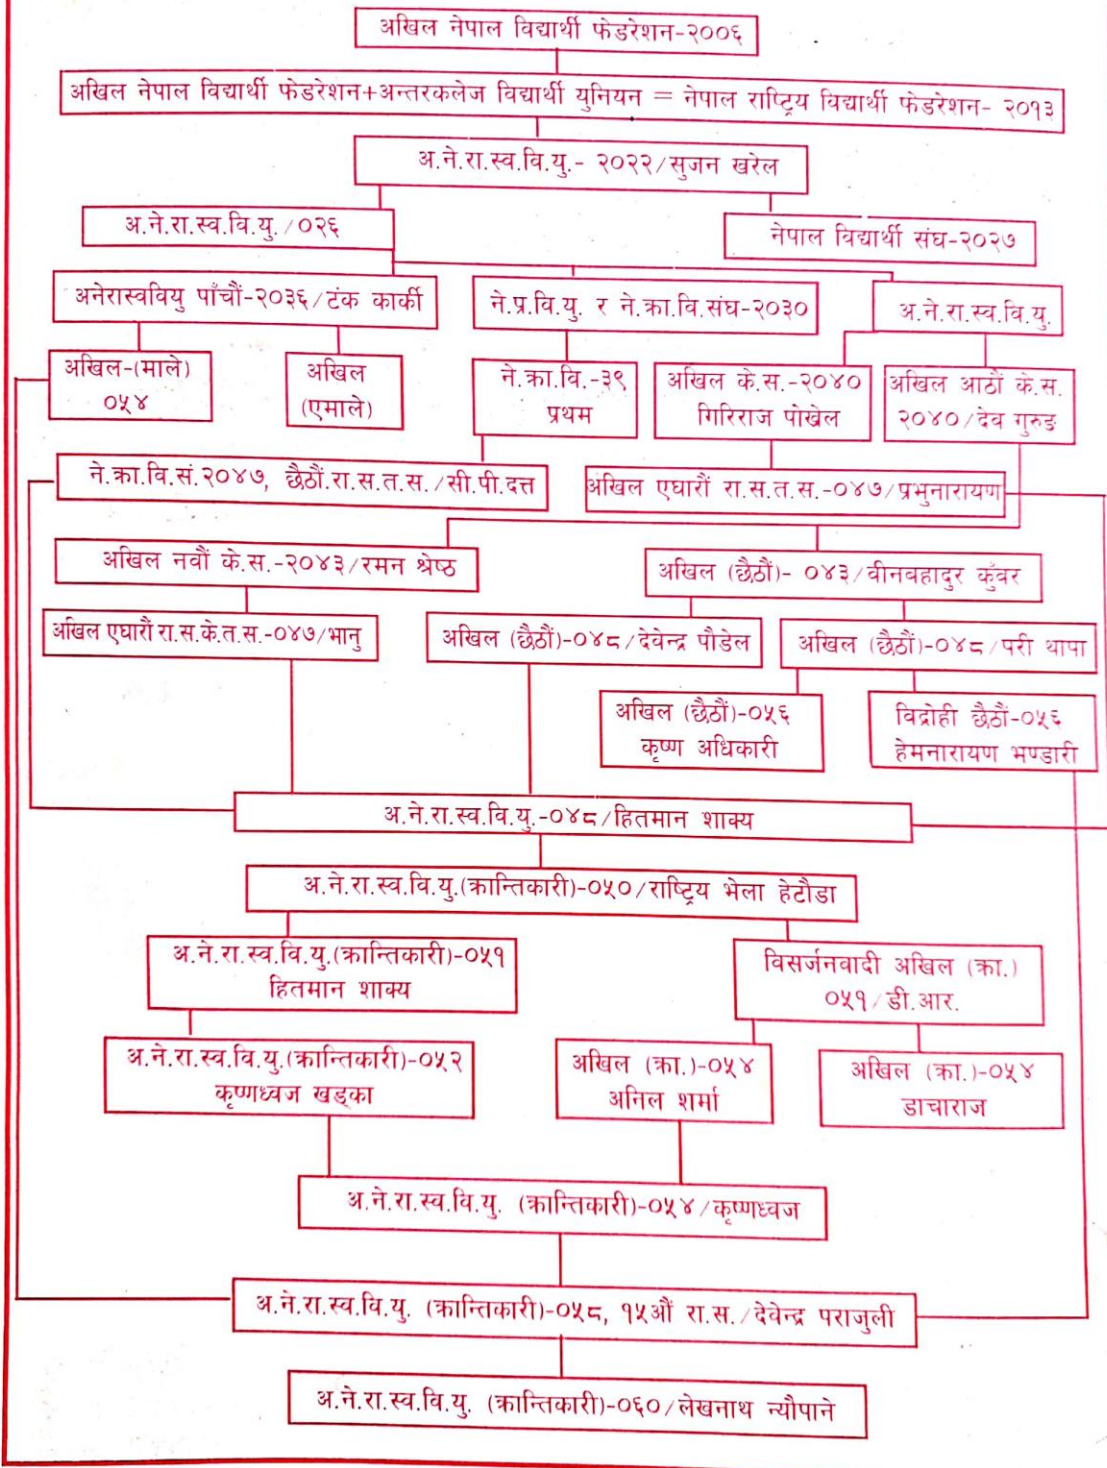 अखिल नेपाल विद्यार्थी फेडरेशन-२००६
अखिल नेपाल विद्यार्थी फेडरेशन+अन्तरकलेज विद्यार्थी युनियन = नेपाल राष्ट्रिय विद्यार्थी फेडरेशन- २०१३
अ.ने.रा.स्व.वि.यु.- २०२२/सुजन खरेल
अ.ने.रा.स्व.वि.यु./०२६
नेपाल विद्यार्थी संघ-२०२७
अनेरास्ववियु पाँचौं-२०३६/टंक कार्की
ने.प्र.वि.यु. र ने.क्रा.वि.संघ-२०३०
अ.ने.रा.स्व.वि.यु.
अखिल-(माले)
०५४
अखिल
(एमाले)
ने.क्रा.वि.-३९
प्रथम
अखिल के.स.-२०४०
गिरिराज पोखेल
अखिल आठौं के.स.
२०४०/देव गुरुङ
ने.क्रा.वि.सं.२०४७, छैठौं.रा.स.त.स./सी.पी.दत्त
अखिल एघारौं रा.स.त.स.-०४७/प्रभुनारायण
अखिल नवौं के.स.-२०४३/रमन श्रेष्ठ
अखिल (छैठौं)- ०४३/वीनबहादुर कुँवर
अखिल एघारौं रा.स.के.त.स.-०४७/भानु
अखिल (छैठौं)-०४८/देवेन्द्र पौडेल
अखिल (छैठौं)-०४८/परी थापा
अखिल (छैठौं)-०५६
कृष्ण अधिकारी
विद्रोही छैठौं-०५६
हेमनारायण भण्डारी
अ.ने.रा.स्व.वि.यु.-०४८/हितमान शाक्य
अ.ने.रा.स्व.वि.यु.(क्रान्तिकारी)-०५०/राष्ट्रिय भेला हेटौडा
अ.ने.रा.स्व.वि.यु.(क्रान्तिकारी)-०५१
हितमान शाक्य
विसर्जनवादी अखिल (क्रा.)
०५१/डी.आर.
अ.ने.रा.स्व.वि.यु.(क्रान्तिकारी)-०५२
कृष्णध्वज खड्का
अखिल (क्रा.)-०५४
अनिल शर्मा
अखिल (क्रा.)-०५४
डाचाराज
अ.ने.रा.स्व.वि.यु. (क्रान्तिकारी)-०५४/कृष्णध्वज
अ.ने.रा.स्व.वि.यु. (क्रान्तिकारी)-०५८, १५औं रा.स./देवेन्द्र पराजुली
अ.ने.रा.स्व.वि.यु. (क्रान्तिकारी)-०६०/लेखनाथ न्यौपाने